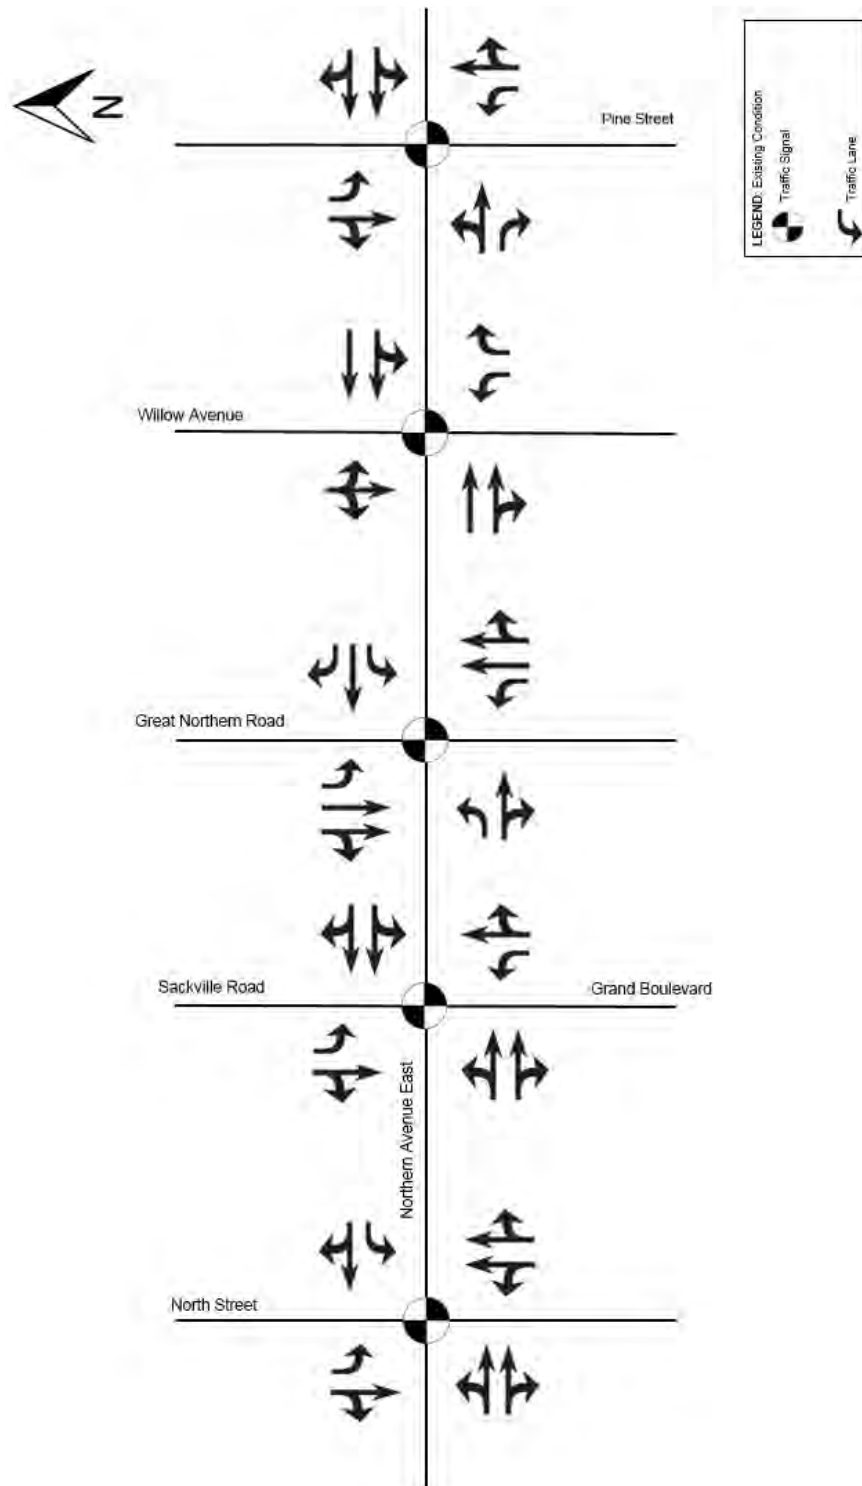 N
Pine Street
LEGEND: Existing Condition
Traffic Signal
Traffic Lane
Willow Avenue
Great Northern Road
Sackville Road
Grand Boulevard
Northern Avenue East
North Street